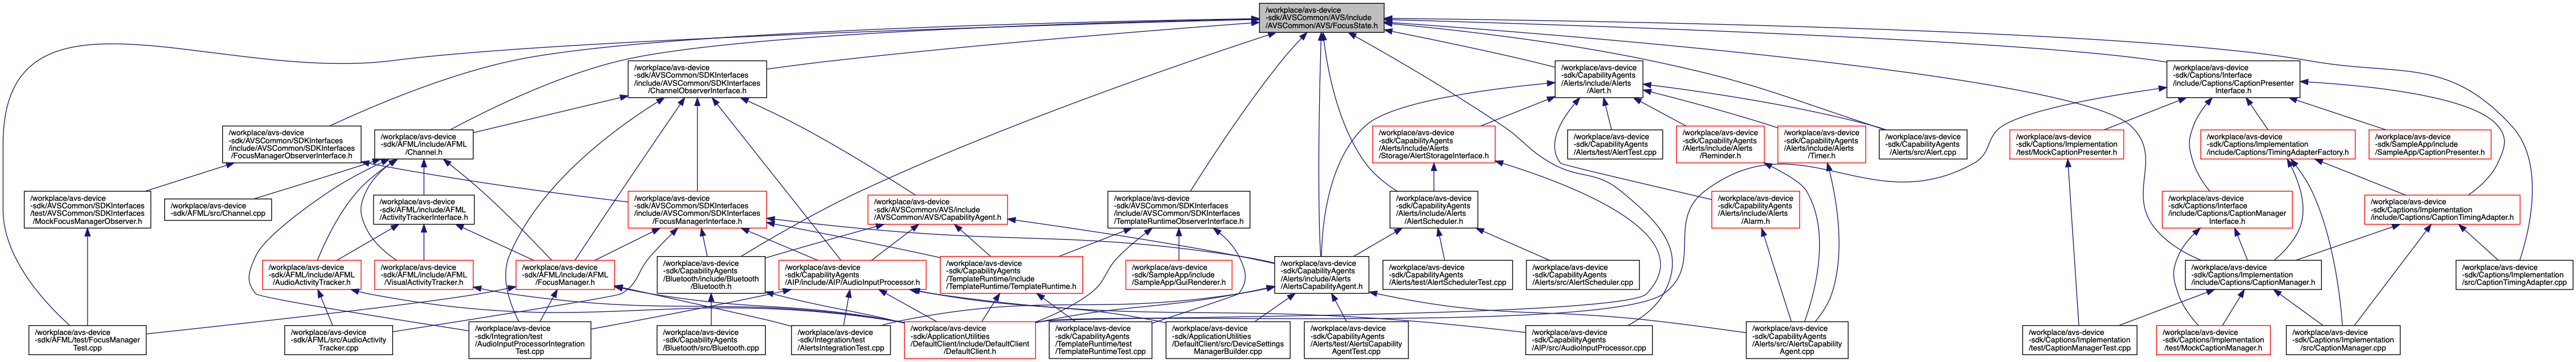 /workplace/avs-device
-sdk/AVSCommon/AVS/include
/AVSCommon/AVS/FocusState.h
/workplace/avs-device
-sdk/AVSCommon/SDKInterfaces
/include/AVSCommon/SDKInterfaces
/ChannelObserverInterface.h
/workplace/avs-device
-sdk/CapabilityAgents
/Alerts/include/Alerts
/Alert.h
/workplace/avs-device
-sdk/Captions/Interface
/include/Captions/CaptionPresenter
Interface.h
/workplace/avs-device
-sdk/AVSCommon/SDKInterfaces
/include/AVSCommon/SDKInterfaces
/FocusManagerObserverInterface.h
/workplace/avs-device
-sdk/AFML/include/AFML
/Channel.h
/workplace/avs-device
-sdk/CapabilityAgents
/Alerts/include/Alerts
/Storage/AlertStorageInterface.h
/workplace/avs-device
-sdk/CapabilityAgents
/Alerts/test/AlertTest.cpp
/workplace/avs-device
-sdk/CapabilityAgents
/Alerts/include/Alerts
/Reminder.h
/workplace/avs-device
-sdk/CapabilityAgents
/Alerts/include/Alerts
/Timer.h
/workplace/avs-device
-sdk/CapabilityAgents
/Alerts/src/Alert.cpp
/workplace/avs-device
-sdk/Captions/Implementation
/test/MockCaptionPresenter.h
/workplace/avs-device
-sdk/Captions/Implementation
/include/Captions/TimingAdapterFactory.h
/workplace/avs-device
-sdk/SampleApp/include
/SampleApp/CaptionPresenter.h
/workplace/avs-device
-sdk/AVSCommon/SDKInterfaces
/test/AVSCommon/SDKInterfaces
/MockFocusManagerObserver.h
/workplace/avs-device
-sdk/AFML/src/Channel.cpp
/workplace/avs-device
-sdk/AFML/include/AFML
/ActivityTrackerInterface.h
/workplace/avs-device
-sdk/AVSCommon/SDKInterfaces
/include/AVSCommon/SDKInterfaces
/FocusManagerInterface.h
/workplace/avs-device
-sdk/AVSCommon/AVS/include
/AVSCommon/AVS/CapabilityAgent.h
/workplace/avs-device
-sdk/AVSCommon/SDKInterfaces
/include/AVSCommon/SDKInterfaces
/TemplateRuntimeObserverInterface.h
/workplace/avs-device
-sdk/CapabilityAgents
/Alerts/include/Alerts
/AlertScheduler.h
/workplace/avs-device
-sdk/CapabilityAgents
/Alerts/include/Alerts
/Alarm.h
/workplace/avs-device
-sdk/Captions/Interface
/include/Captions/CaptionManager
Interface.h
/workplace/avs-device
-sdk/Captions/Implementation
/include/Captions/CaptionTimingAdapter.h
/workplace/avs-device
-sdk/AFML/include/AFML
/AudioActivityTracker.h
/workplace/avs-device
-sdk/AFML/include/AFML
/VisualActivityTracker.h
/workplace/avs-device
-sdk/AFML/include/AFML
/FocusManager.h
/workplace/avs-device
-sdk/CapabilityAgents
/Bluetooth/include/Bluetooth
/Bluetooth.h
/workplace/avs-device
-sdk/CapabilityAgents
/AIP/include/AIP/AudioInputProcessor.h
/workplace/avs-device
-sdk/CapabilityAgents
/TemplateRuntime/include
/TemplateRuntime/TemplateRuntime.h
/workplace/avs-device
-sdk/SampleApp/include
/SampleApp/GuiRenderer.h
/workplace/avs-device
-sdk/CapabilityAgents
/Alerts/include/Alerts
/AlertsCapabilityAgent.h
/workplace/avs-device
-sdk/CapabilityAgents
/Alerts/test/AlertSchedulerTest.cpp
/workplace/avs-device
-sdk/CapabilityAgents
/Alerts/src/AlertScheduler.cpp
/workplace/avs-device
-sdk/Captions/Implementation
/include/Captions/CaptionManager.h
/workplace/avs-device
-sdk/Captions/Implementation
/src/CaptionTimingAdapter.cpp
/workplace/avs-device
-sdk/AFML/test/FocusManager
Test.cpp
/workplace/avs-device
-sdk/AFML/src/AudioActivity
Tracker.cpp
/workplace/avs-device
-sdk/Integration/test
/AudioInputProcessorIntegration
Test.cpp
/workplace/avs-device
-sdk/CapabilityAgents
/Bluetooth/src/Bluetooth.cpp
/workplace/avs-device
-sdk/Integration/test
/AlertsIntegrationTest.cpp
/workplace/avs-device
-sdk/ApplicationUtilities
/DefaultClient/include/DefaultClient
/DefaultClient.h
/workplace/avs-device
-sdk/CapabilityAgents
/TemplateRuntime/test
/TemplateRuntimeTest.cpp
/workplace/avs-device
-sdk/ApplicationUtilities
/DefaultClient/src/DeviceSettings
ManagerBuilder.cpp
/workplace/avs-device
-sdk/CapabilityAgents
/Alerts/test/AlertsCapability
AgentTest.cpp
/workplace/avs-device
-sdk/CapabilityAgents
/AIP/src/AudioInputProcessor.cpp
/workplace/avs-device
-sdk/CapabilityAgents
/Alerts/src/AlertsCapability
Agent.cpp
/workplace/avs-device
-sdk/Captions/Implementation
/test/CaptionManagerTest.cpp
/workplace/avs-device
-sdk/Captions/Implementation
/test/MockCaptionManager.h
/workplace/avs-device
-sdk/Captions/Implementation
/src/CaptionManager.cpp